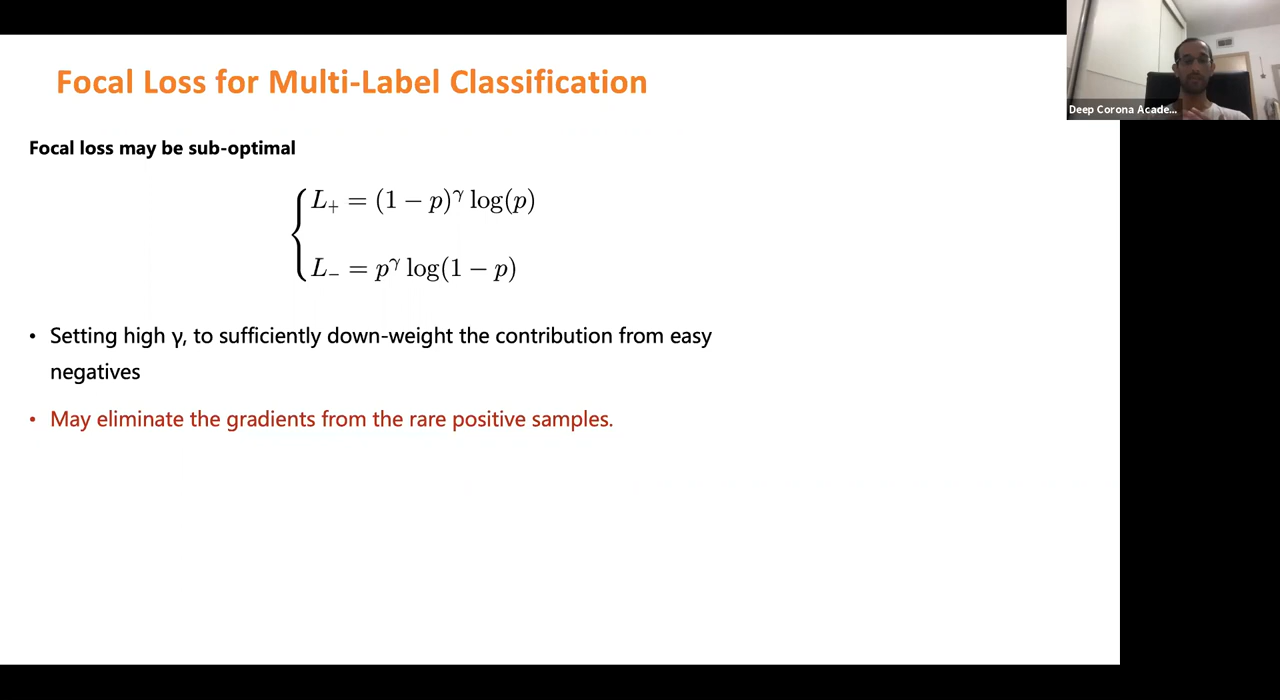 Focal Loss for Multi-Label Classification
Deep Corona Acade...
Focal loss may be sub-optimal
L₊ = (1 − p)^γ log(p)
L₋ = p^γ log(1 − p)
• Setting high γ, to sufficiently down-weight the contribution from easy
negatives
• May eliminate the gradients from the rare positive samples.